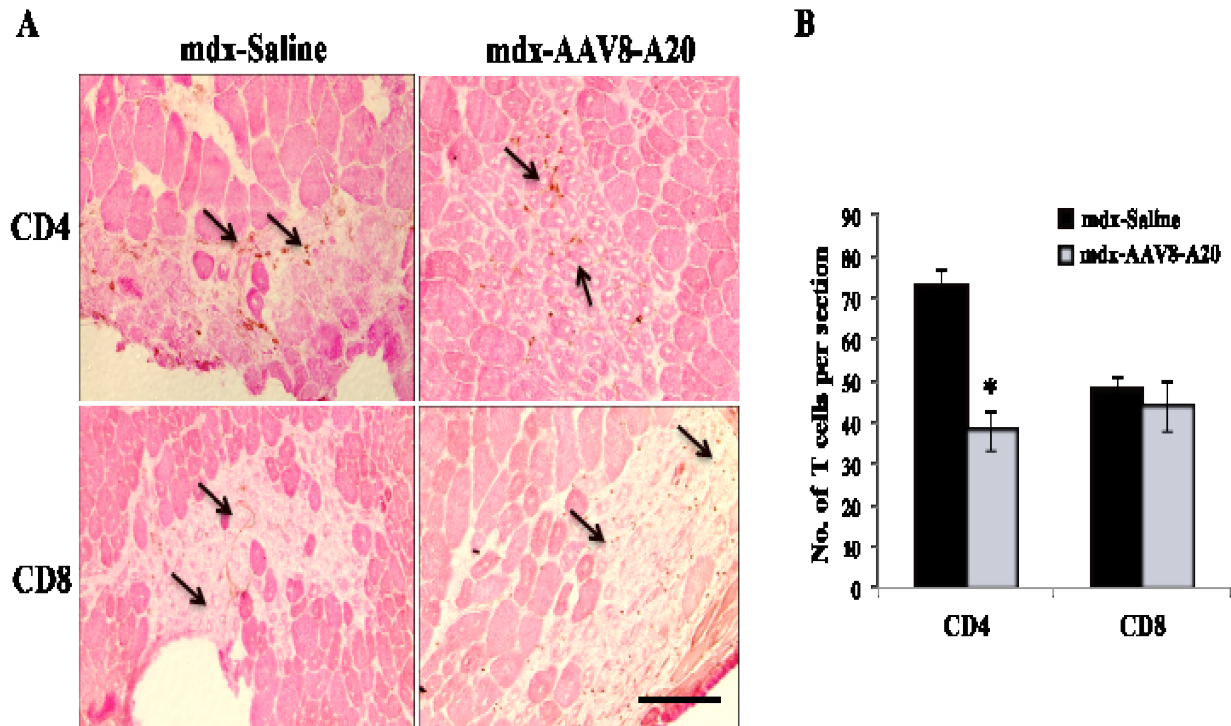 A
mdx-Saline
mdx-AAV8-A20
CD4
CD8
B
mdx-Saline
mdx-AAV8-A20
No. of T cells per section
90
80
70
60
50
40
30
20
10
0
*
CD4
CD8